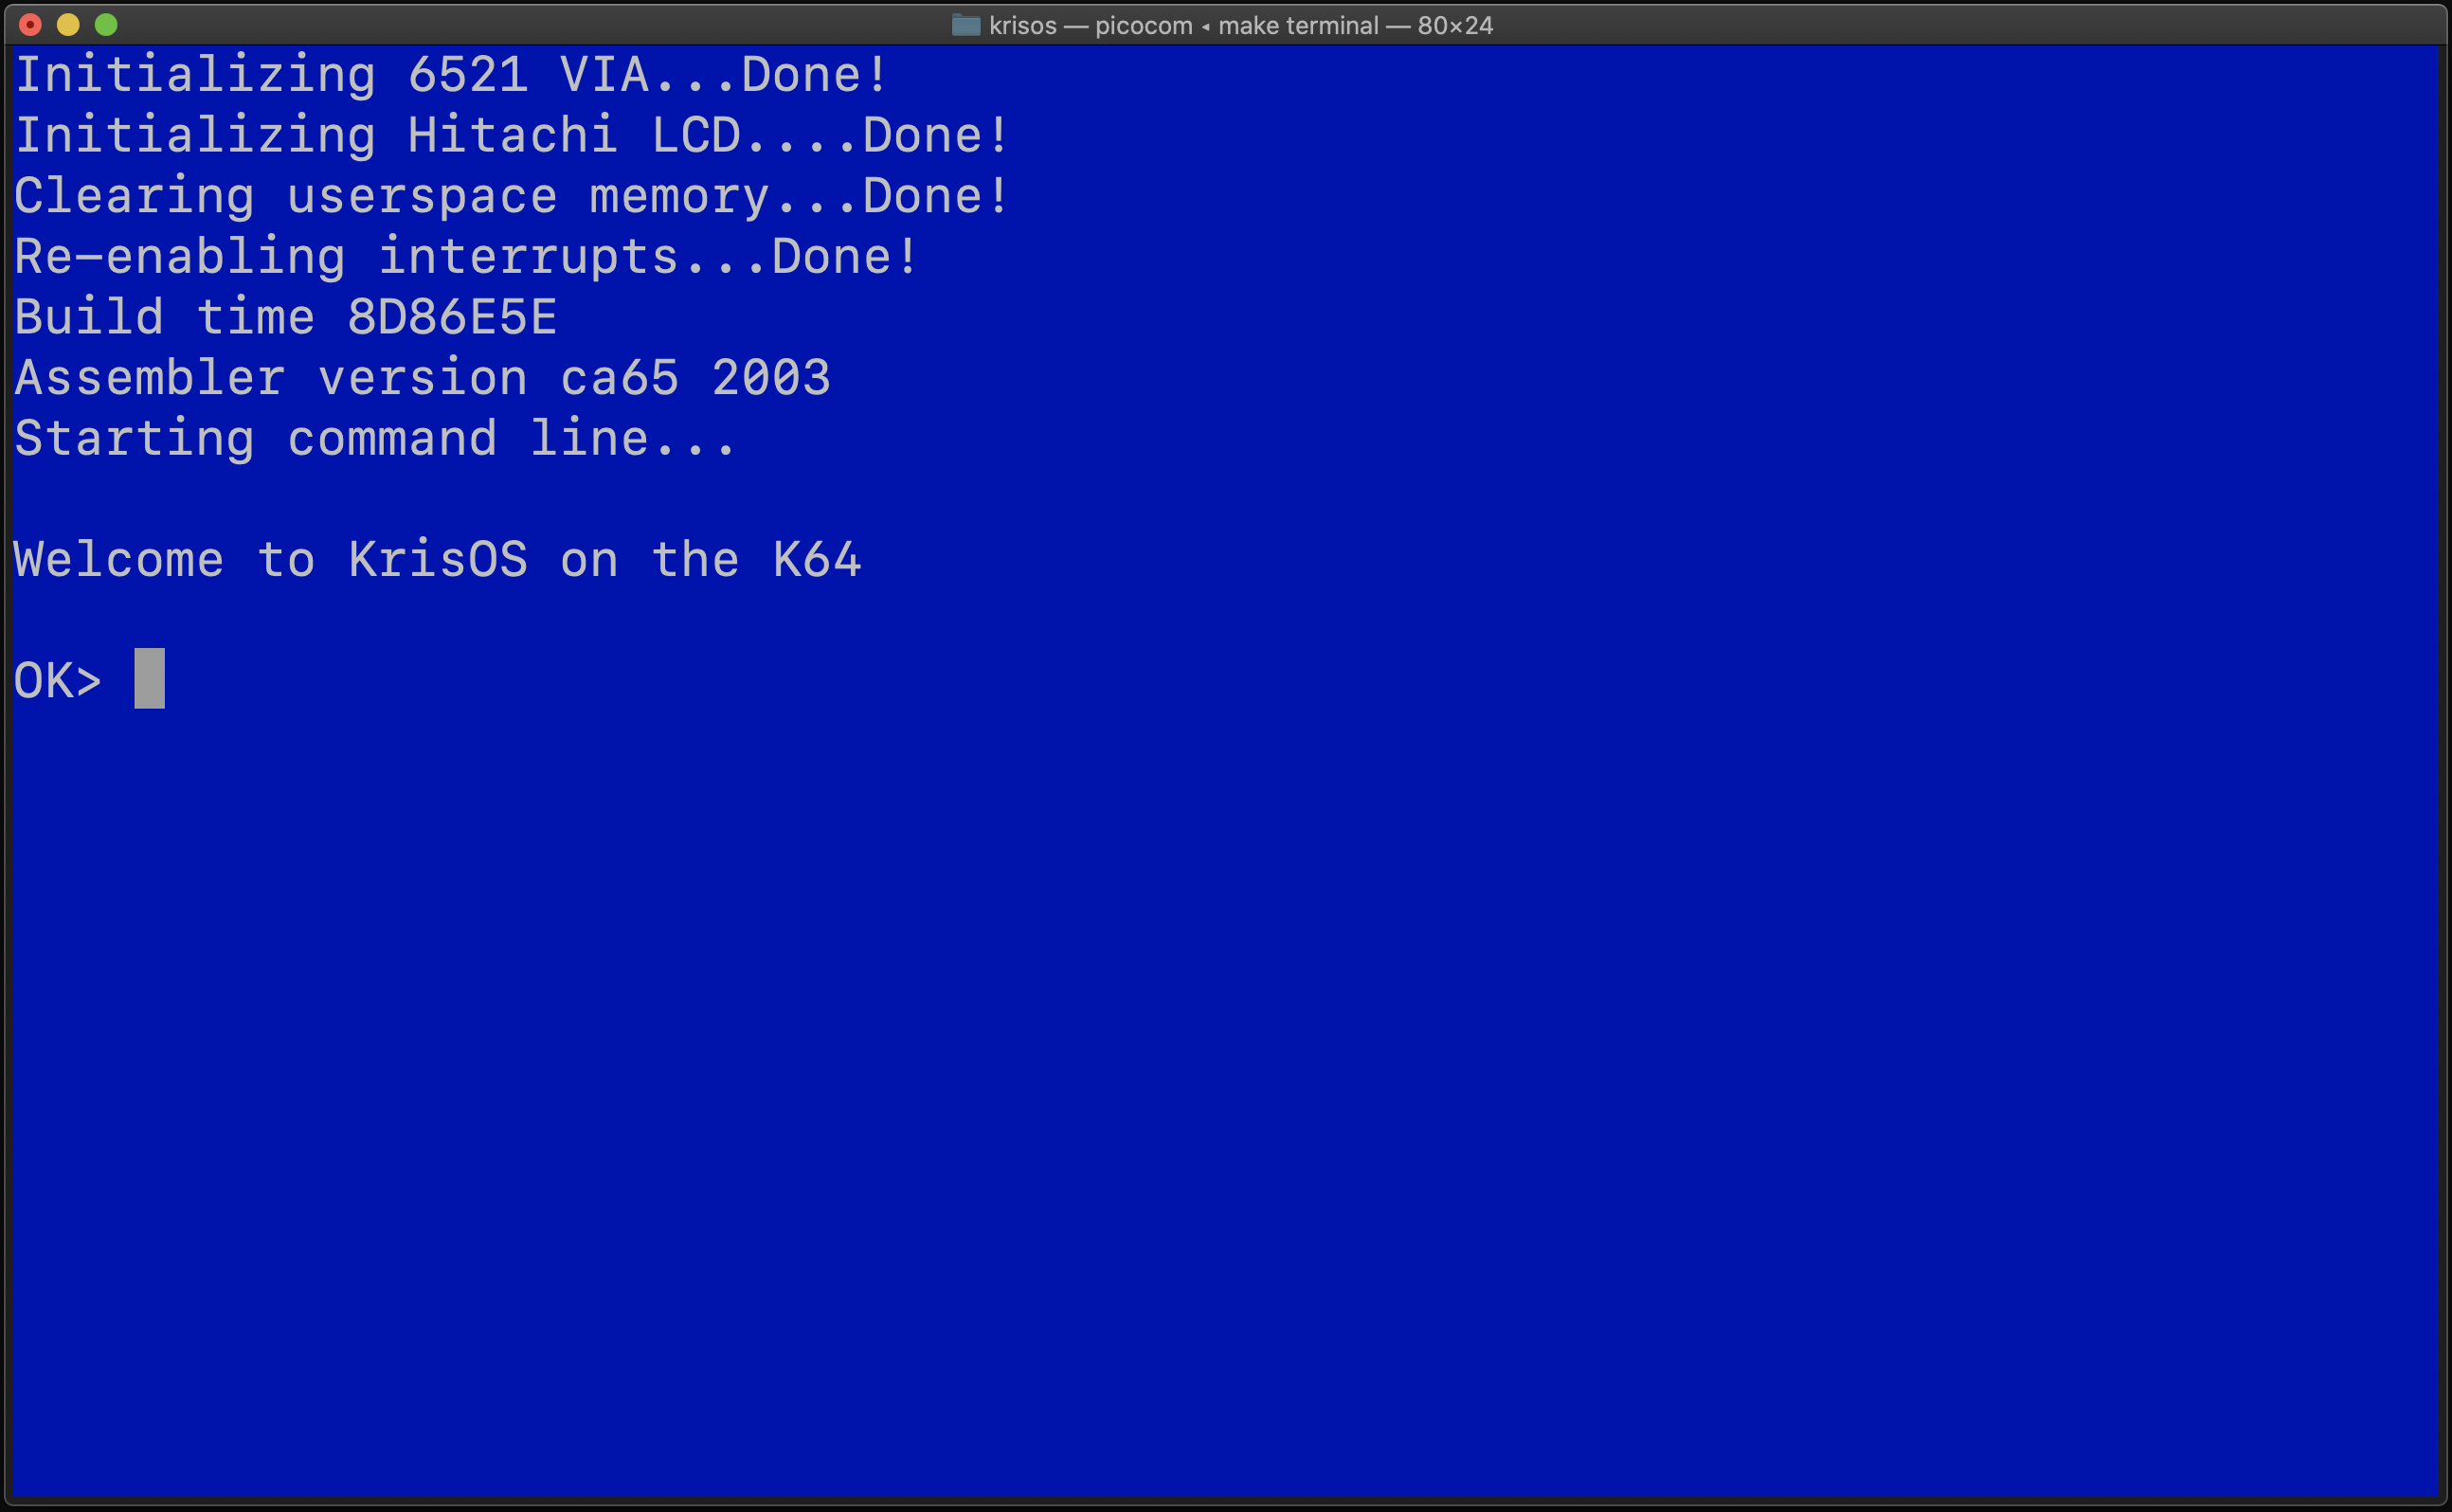 krisos — picocom ◂ make terminal — 80×24
Initializing 6521 VIA...Done!
Initializing Hitachi LCD....Done!
Clearing userspace memory...Done!
Re-enabling interrupts...Done!
Build time 8D86E5E
Assembler version ca65 2003
Starting command line...
Welcome to KrisOS on the K64
OK>